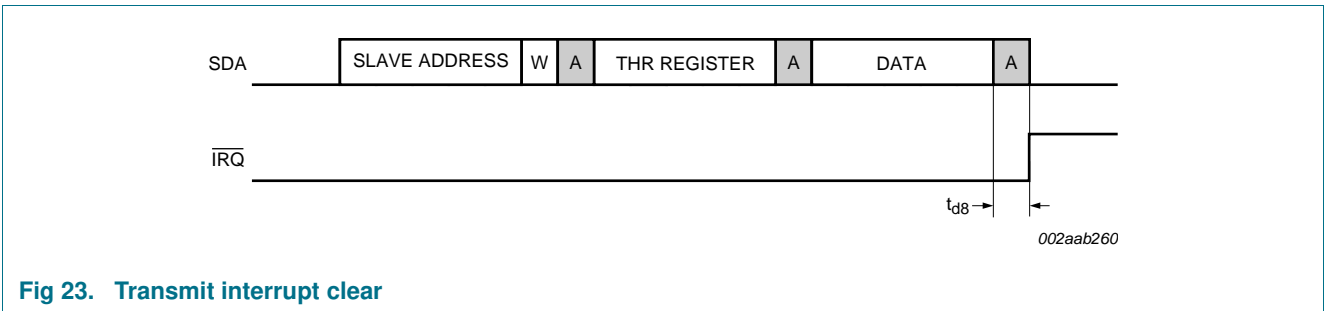 SDA SLAVE ADDRESS W A THR REGISTER A DATA A
IRQ
td8
002aab260
Fig 23. Transmit interrupt clear